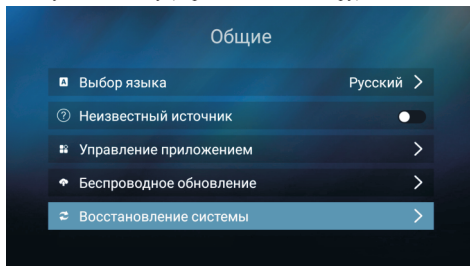 Общие
Выбор языка Русский
Неизвестный источник
Управление приложением
Беспроводное обновление
Восстановление системы